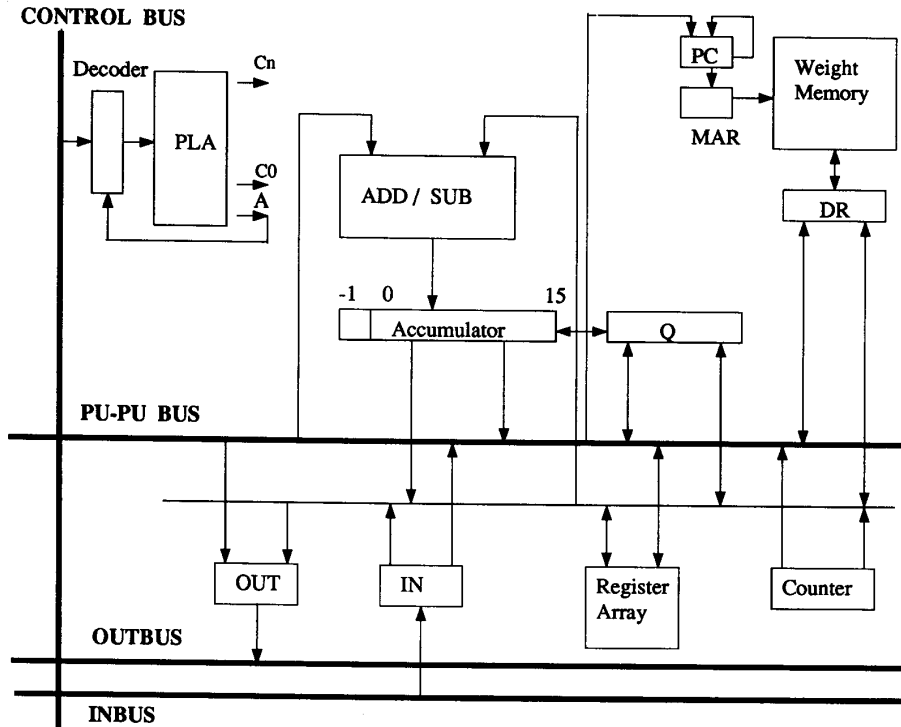 CONTROL BUS
Decoder
PLA
Cn
C0
A
ADD / SUB
PC
MAR
Weight
Memory
DR
-1 0 15
Accumulator
Q
PU-PU BUS
OUT
IN
Register
Array
Counter
OUTBUS
INBUS